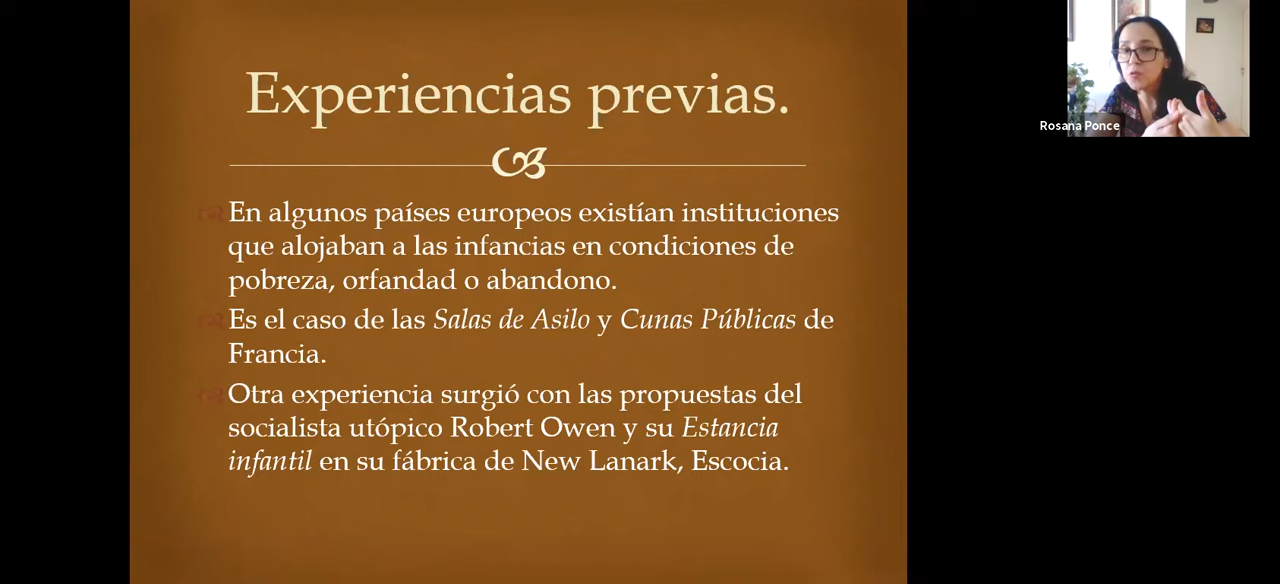 Experiencias previas.
En algunos países europeos existían instituciones
que alojaban a las infancias en condiciones de
pobreza, orfandad o abandono.
Es el caso de las Salas de Asilo y Cunas Públicas de
Francia.
Otra experiencia surgió con las propuestas del
socialista utópico Robert Owen y su Estancia
infantil en su fábrica de New Lanark, Escocia.
Rosana Ponce